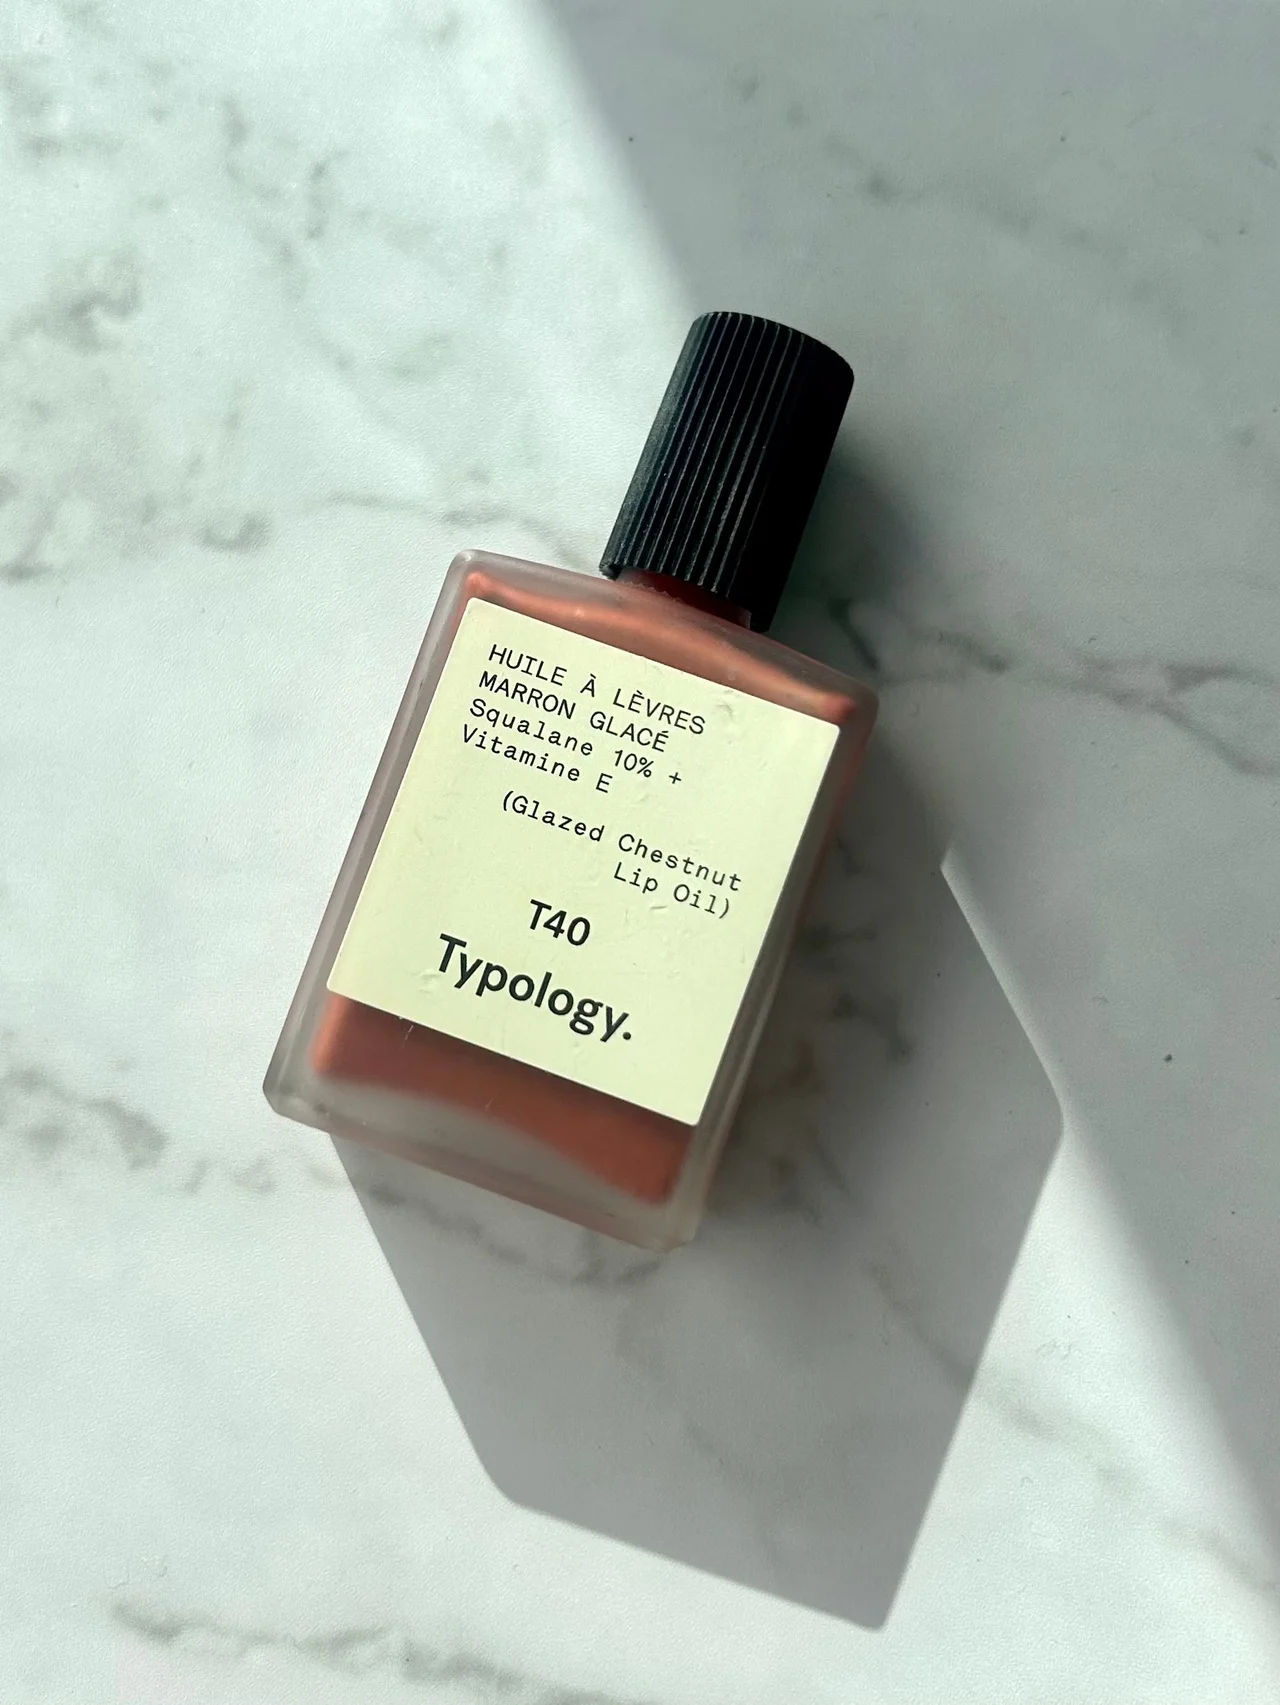 HUILE À LÈVRES
MARRON GLACÉ
Squalane 10% +
Vitamine E
(Glazed Chestnut
Lip Oil)
T40
Typology.